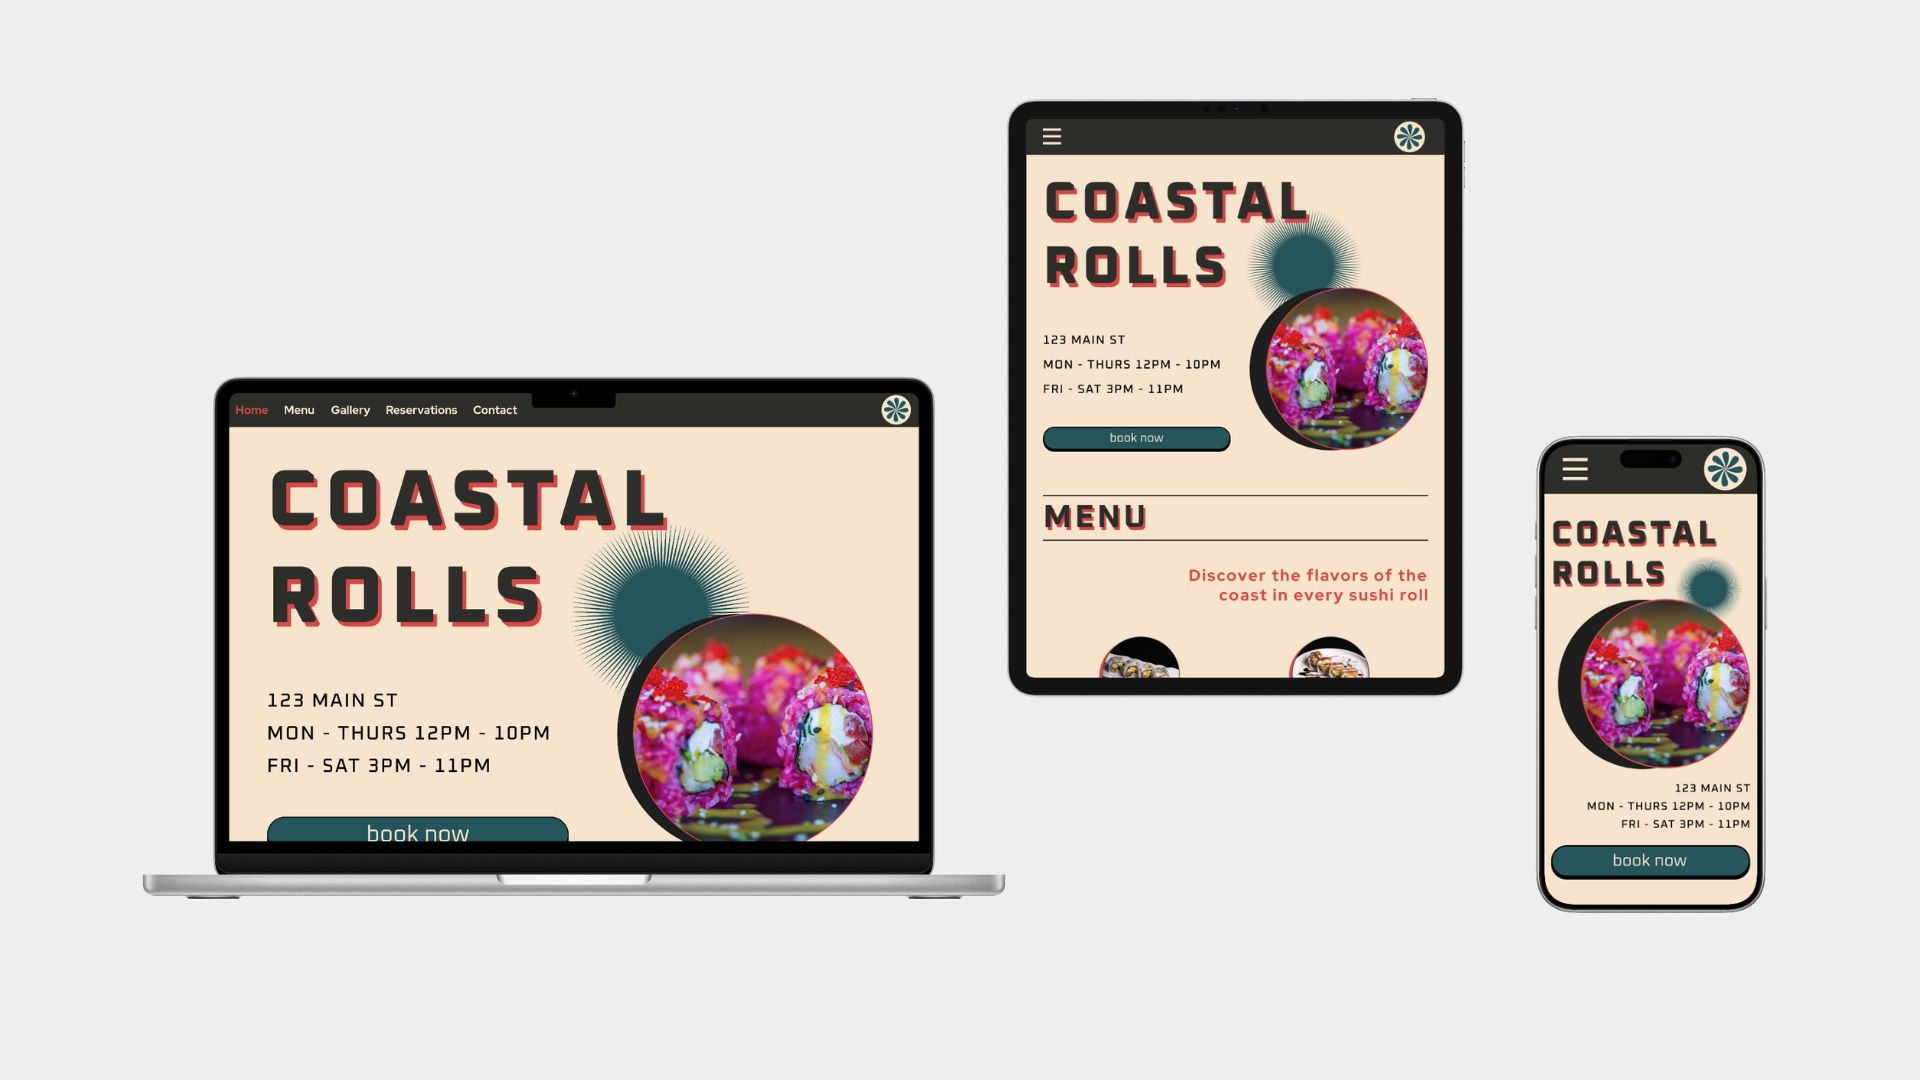 Home Menu Gallery Reservations Contact
COASTAL
ROLLS
123 MAIN ST
MON - THURS 12PM - 10PM
FRI - SAT 3PM - 11PM
book now
COASTAL
ROLLS
123 MAIN ST
MON - THURS 12PM - 10PM
FRI - SAT 3PM - 11PM
book now
MENU
Discover the flavors of the
coast in every sushi roll
COASTAL
ROLLS
123 MAIN ST
MON - THURS 12PM - 10PM
FRI - SAT 3PM - 11PM
book now